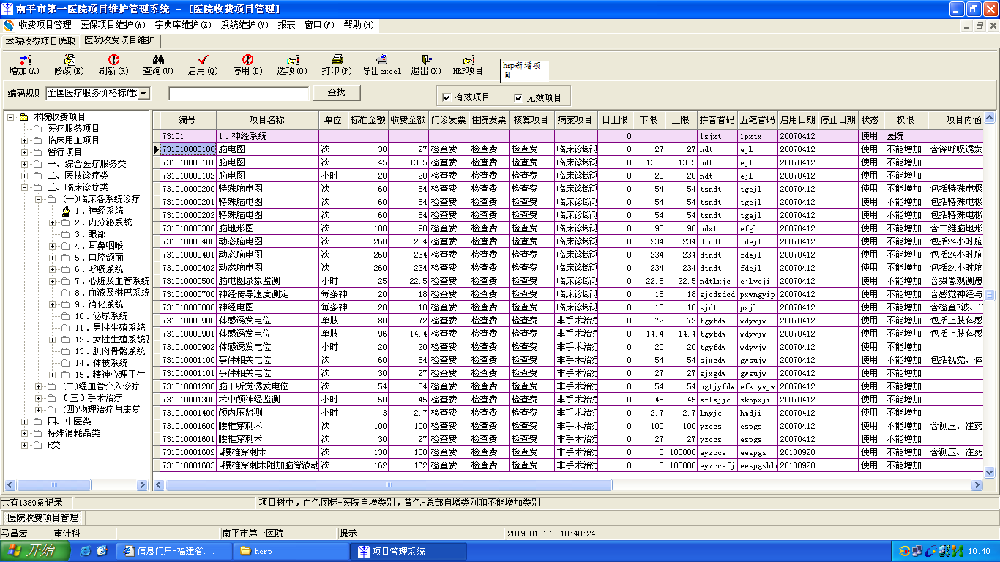 南平市第一医院项目维护管理系统 - [医院收费项目管理]
收费项目管理 医保项目维护(W) 字典库维护(Z) 系统维护(M) 报表 窗口(W) 帮助(H)
本院收费项目选取 医院收费项目维护
增加(A) 修改(E) 刷新(R) 查询(U) 启用(Q) 停用(D) 选项(O) 打印(P) 导出excel 退出(X) HRP项目 hrp新增项目
编码规则 全国医疗服务价格标准 查找 有效项目 无效项目
本院收费项目
医疗服务项目
临床用血项目
暂行项目
一、综合医疗服务类
二、医技诊疗类
三、临床诊疗类
(一)临床各系统诊疗
1．神经系统
2．内分泌系统
3．眼部
4．耳鼻咽喉
5．口腔颌面
6．呼吸系统
7．心脏及血管系统
8．血液及淋巴系统
9．消化系统
10．泌尿系统
11．男性生殖系统
12．女性生殖系统及
13．肌肉骨骼系统
14．体被系统
15．精神心理卫生
(二)经血管介入诊疗
(三)手术治疗
(四)物理治疗与康复
四、中医类
特殊消耗品类
H类
编号 项目名称 单位 标准金额 收费金额 门诊发票 住院发票 核算项目 病案项目 日上限 下限 上限 拼音首码 五笔首码 启用日期 停止日期 状态 权限 项目内涵
73101 1．神经系统 0 1sjxt 1pxtx 20070412 使用 医院
731010000100 脑电图 次 30 27 检查费 检查费 检查费 临床诊断项 0 27 27 ndt ejl 20070412 使用 不能增加 含深呼吸诱发
731010000101 脑电图 次 45 13.5 检查费 检查费 检查费 临床诊断项 0 13.5 13.5 ndt ejl 20070412 使用 不能增加
731010000102 脑电图 小时 20 20 检查费 检查费 检查费 临床诊断项 0 20 20 ndt ejl 20070412 使用 不能增加
731010000200 特殊脑电图 次 60 54 检查费 检查费 检查费 临床诊断项 0 54 54 tsndt tgejl 20070412 使用 不能增加 包括特殊电极
731010000201 特殊脑电图 次 60 54 检查费 检查费 检查费 临床诊断项 0 54 54 tsndt tgejl 20070412 使用 不能增加 包括特殊电极
731010000202 特殊脑电图 次 60 54 检查费 检查费 检查费 临床诊断项 0 54 54 tsndt tgejl 20070412 使用 不能增加 包括特殊电极
731010000300 脑地形图 次 100 90 检查费 检查费 检查费 临床诊断项 0 90 90 ndxt efgl 20070412 使用 不能增加 含二维脑地形
731010000400 动态脑电图 次 260 234 检查费 检查费 检查费 临床诊断项 0 234 234 dtndt fdejl 20070412 使用 不能增加 包括24小时脑
731010000401 动态脑电图 次 260 234 检查费 检查费 检查费 临床诊断项 0 234 234 dtndt fdejl 20070412 使用 不能增加 包括24小时脑
731010000402 动态脑电图 次 260 234 检查费 检查费 检查费 临床诊断项 0 234 234 dtndt fdejl 20070412 使用 不能增加 包括24小时脑
731010000500 脑电图录象监测 小时 25 22.5 检查费 检查费 检查费 临床诊断项 0 22.5 22.5 ndtlxjc ejlvqji 20070412 使用 不能增加 含摄像观测患
731010000700 神经传导速度测定 每条神 20 18 检查费 检查费 检查费 临床诊断项 0 18 18 sjcdsdcd pxwngyip 20070412 使用 不能增加 含感觉神经与
731010000800 神经电图 每条神 20 18 检查费 检查费 检查费 临床诊断项 0 18 18 sjdt pxjl 20070412 使用 不能增加 含检查F波、H
731010000900 体感诱发电位 单肢 80 72 检查费 检查费 检查费 非手术治疗 0 72 72 tgyfdw wdyvjw 20070412 使用 不能增加 包括上肢体感
731010000901 体感诱发电位 单肢 96 14.4 检查费 检查费 检查费 非手术治疗 0 14.4 14.4 tgyfdw wdyvjw 20070412 使用 不能增加 包括上肢体感
731010000902 体感诱发电位 小时 20 20 检查费 检查费 检查费 非手术治疗 0 20 20 tgyfdw wdyvjw 20070412 使用 不能增加
731010001100 事件相关电位 次 60 54 检查费 检查费 检查费 非手术治疗 0 54 54 sjxgdw gwsujw 20070412 使用 不能增加 包括视觉、体
731010001101 事件相关电位 次 30 27 检查费 检查费 检查费 非手术治疗 0 27 27 sjxgdw gwsujw 20070412 使用 不能增加
731010001200 脑干听觉诱发电位 次 54 54 检查费 检查费 检查费 非手术治疗 0 54 54 ngtjyfdw efkiyvjw 20070412 使用 不能增加
731010001300 术中颅神经监测 小时 50 45 检查费 检查费 检查费 非手术治疗 0 45 45 szlsjjc skhpxji 20070412 使用 不能增加
731010001400 颅内压监测 小时 3 2.7 检查费 检查费 检查费 非手术治疗 0 2.7 2.7 lnyjc hmdji 20070412 使用 不能增加
731010001600 腰椎穿刺术 次 100 100 检查费 检查费 检查费 非手术治疗 0 100 100 yzccs espgs 20070412 使用 不能增加 含测压、注药
731010001601 腰椎穿刺术 次 30 27 检查费 检查费 检查费 非手术治疗 0 27 27 yzccs espgs 20070412 使用 不能增加
731010001602 e腰椎穿刺术 次 130 130 检查费 检查费 检查费 非手术治疗 0 0 100000 eyzccs eespgs 20180920 使用 不能增加 含测压、注药
731010001603 e腰椎穿刺术附加脑脊液动 次 162 162 检查费 检查费 检查费 非手术治疗 0 0 100000 eyzccsfjn eespgsble 20180920 使用 不能增加
共有1389条记录 项目树中，白色图标-医院自增类别，黄色-总部自增类别和不能增加类别
医院收费项目管理
马昌宏 审计科 南平市第一医院 提示 2019.01.16 10:40:24
开始 信息门户-福建省... herp 项目管理系统 10:40